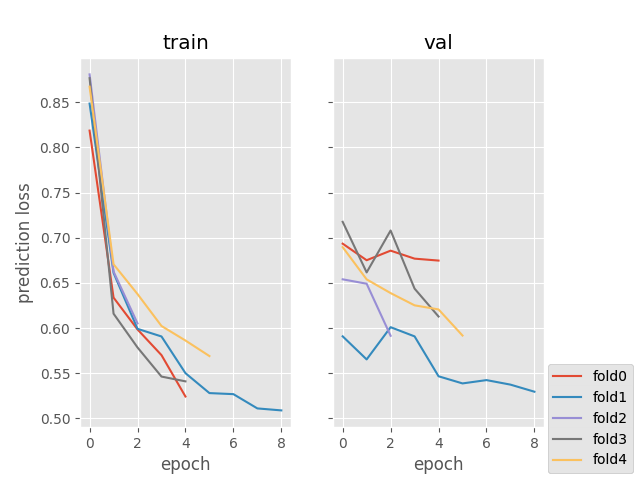 train
val
prediction loss
0.85
0.80
0.75
0.70
0.65
0.60
0.55
0.50
0 2 4 6 8
0 2 4 6 8
epoch
epoch
fold0
fold1
fold2
fold3
fold4